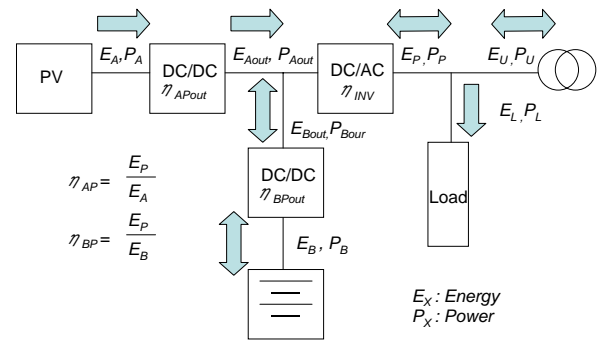 E_A, P_A
E_Aout, P_Aout
E_P, P_P
E_U, P_U
PV
DC/DC
η_APout
DC/AC
η_INV
E_L, P_L
E_Bout, P_Bour
DC/DC
η_BPout
Load
η_AP = E_P / E_A
η_BP = E_P / E_B
E_B, P_B
E_X : Energy
P_X : Power